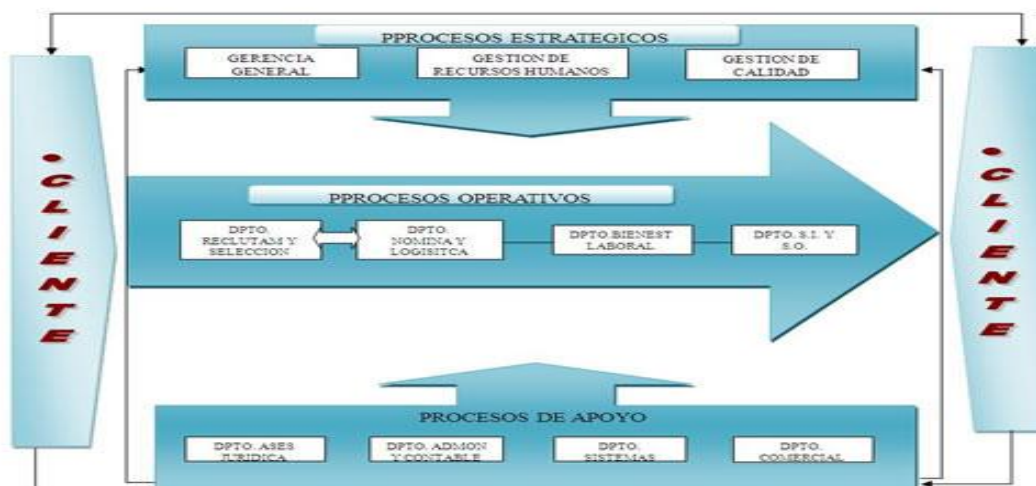 PPROCESOS ESTRATEGICOS
GERENCIA
GENERAL
GESTION DE
RECURSOS HUMANOS
GESTION DE
CALIDAD
•CLIENTE
PPROCESOS OPERATIVOS
DPTO.
RECLUTAM Y
SELECCION
DPTO.
NOMINA Y
LOGISITCA
DPTO.BIENEST
LABORAL
DPTO. S.I. Y
S.O.
•CLIENTE
PROCESOS DE APOYO
DPTO. ASES
JURIDICA
DPTO. ADMON
Y CONTABLE
DPTO.
SISTEMAS
DPTO.
COMERCIAL